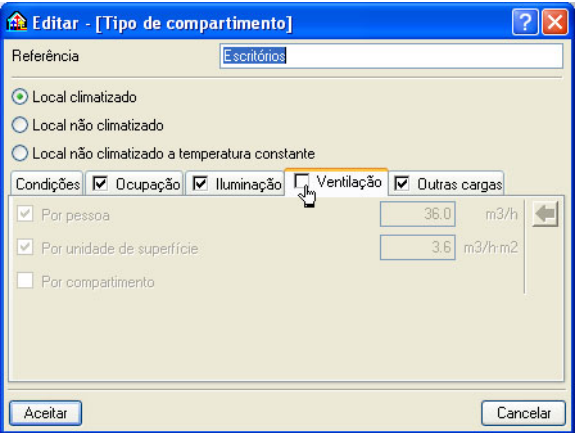 Editar - [Tipo de compartimento]
Referência Escritórios
Local climatizado
Local não climatizado
Local não climatizado a temperatura constante
Condições Ocupação Iluminação Ventilação Outras cargas
Por pessoa 36.0 m3/h
Por unidade de superfície 3.6 m3/h·m2
Por compartimento
Aceitar Cancelar